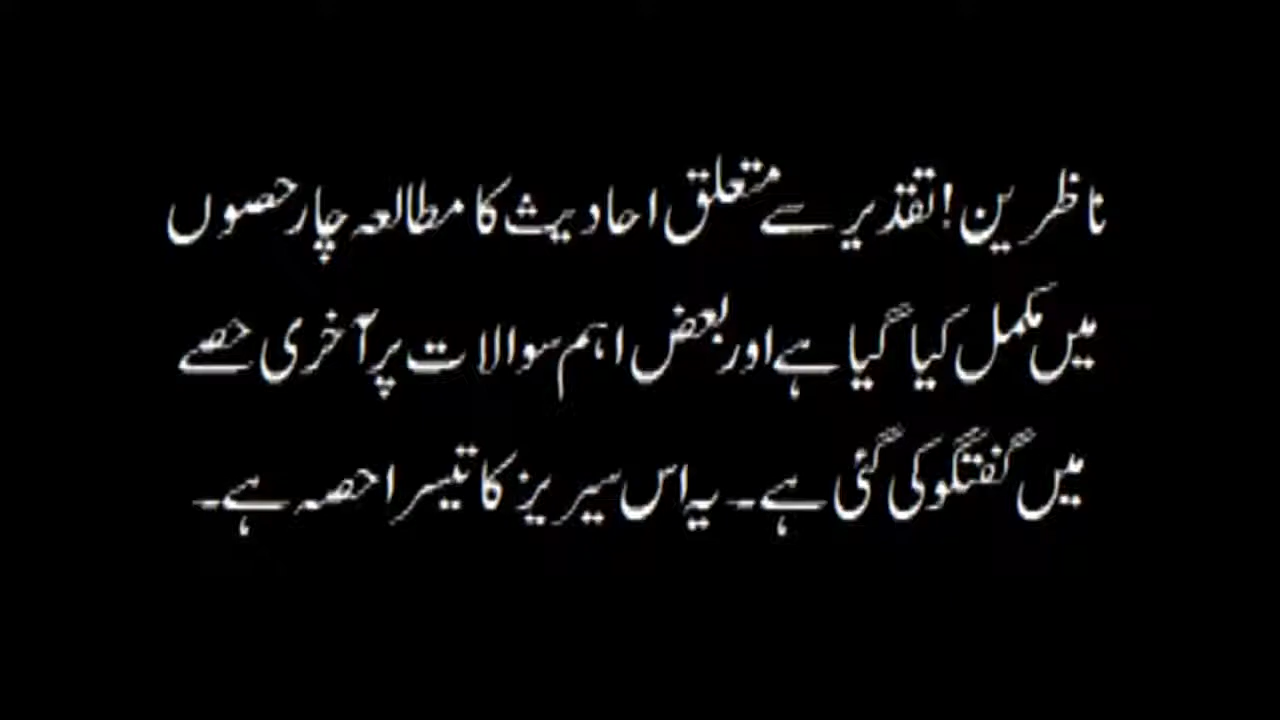 ناظرین! تقدیر سے متعلق احادیث کا مطالعہ چار حصوں
میں مکمل کیا گیا ہے اور بعض اہم سوالات پر آخری حصے
میں گفتگو کی گئی ہے۔ یہ اس سیریز کا تیسرا حصہ ہے۔